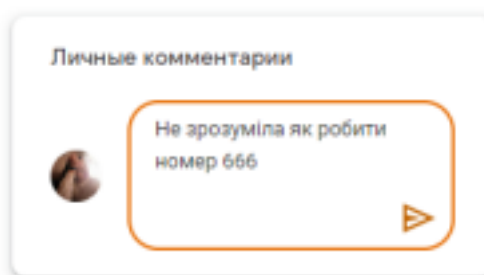 Личные комментарии
Не зрозуміла як робити
номер 666